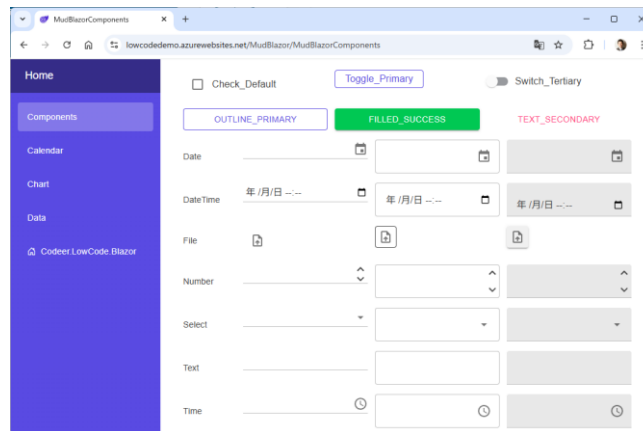 MudBlazorComponents
lowcodedemo.azurewebsites.net/MudBlazor/MudBlazorComponents
Home
Components
Calendar
Chart
Data
Codeer.LowCode.Blazor
Check_Default
Toggle_Primary
Switch_Tertiary
OUTLINE_PRIMARY
FILLED_SUCCESS
TEXT_SECONDARY
Date
DateTime
年 /月/日 --:--
年 /月/日 --:--
年 /月/日 --:--
File
Number
Select
Text
Time